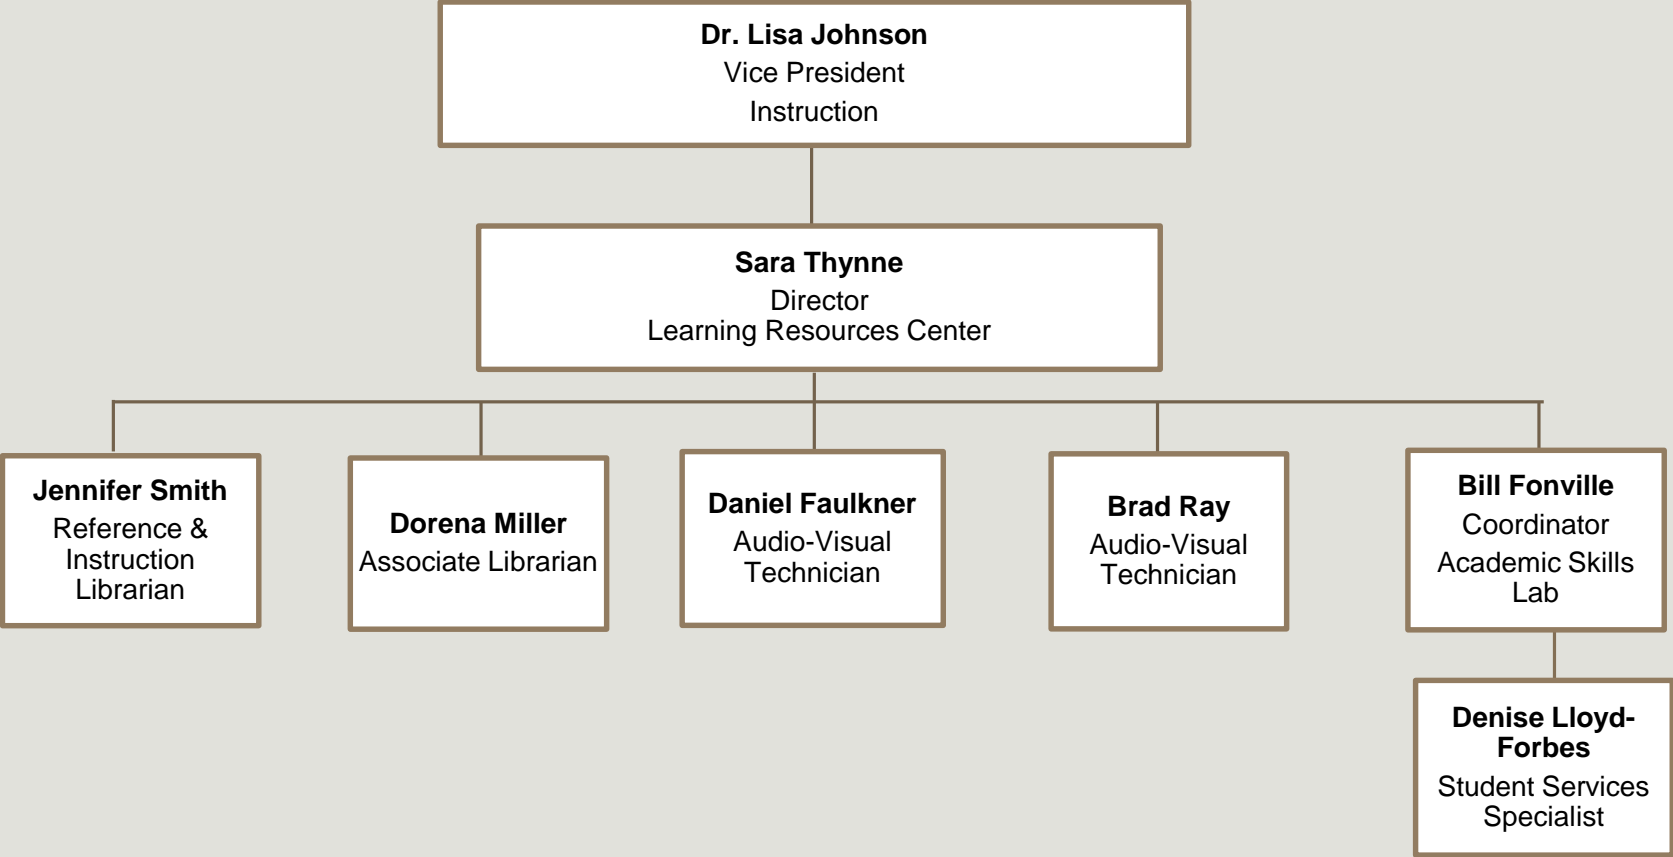 Dr. Lisa Johnson
Vice President
Instruction
Sara Thynne
Director
Learning Resources Center
Jennifer Smith
Reference &
Instruction
Librarian
Dorena Miller
Associate Librarian
Daniel Faulkner
Audio-Visual
Technician
Brad Ray
Audio-Visual
Technician
Bill Fonville
Coordinator
Academic Skills
Lab
Denise Lloyd-
Forbes
Student Services
Specialist